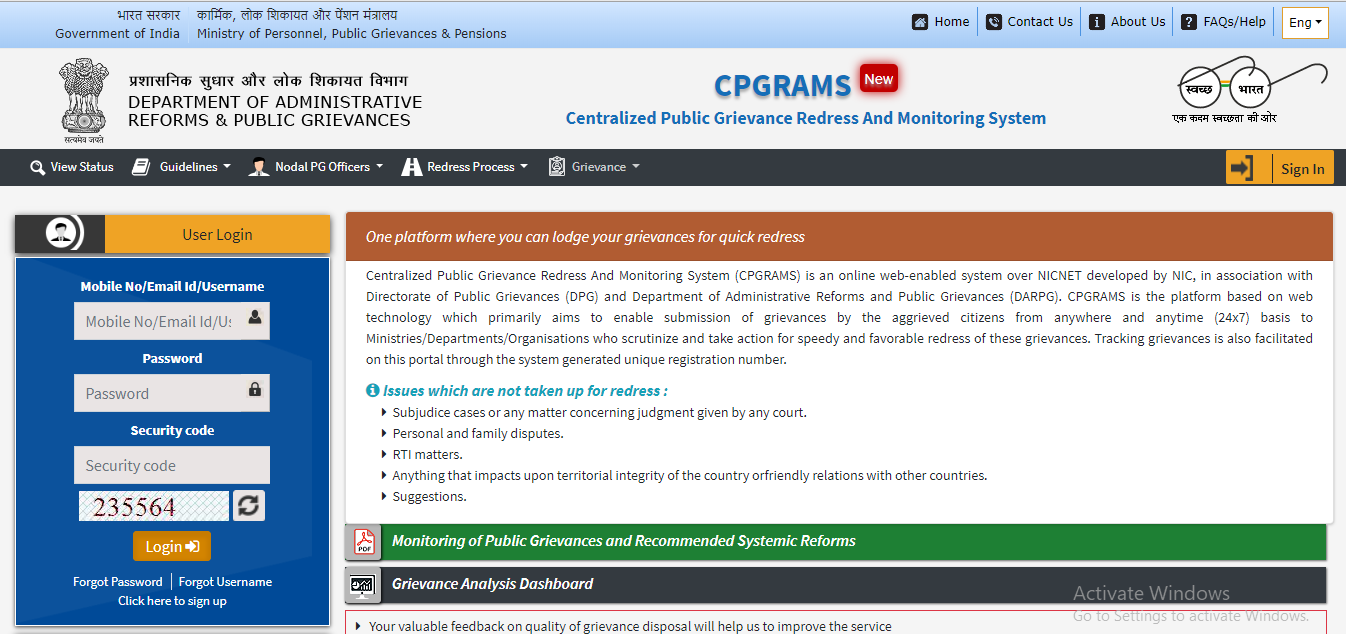 भारत सरकार कार्मिक, लोक शिकायत और पेंशन मंत्रालय
Government of India Ministry of Personnel, Public Grievances & Pensions
Home Contact Us About Us FAQs/Help Eng
प्रशासनिक सुधार और लोक शिकायत विभाग
DEPARTMENT OF ADMINISTRATIVE
REFORMS & PUBLIC GRIEVANCES
सत्यमेव जयते
CPGRAMS New
Centralized Public Grievance Redress And Monitoring System
स्वच्छ भारत
एक कदम स्वच्छता की ओर
View Status Guidelines Nodal PG Officers Redress Process Grievance Sign In
User Login
Mobile No/Email Id/Username
Mobile No/Email Id/Us
Password
Password
Security code
Security code
235564
Login
Forgot Password Forgot Username
Click here to sign up
One platform where you can lodge your grievances for quick redress
Centralized Public Grievance Redress And Monitoring System (CPGRAMS) is an online web-enabled system over NICNET developed by NIC, in association with
Directorate of Public Grievances (DPG) and Department of Administrative Reforms and Public Grievances (DARPG). CPGRAMS is the platform based on web
technology which primarily aims to enable submission of grievances by the aggrieved citizens from anywhere and anytime (24x7) basis to
Ministries/Departments/Organisations who scrutinize and take action for speedy and favorable redress of these grievances. Tracking grievances is also facilitated
on this portal through the system generated unique registration number.
Issues which are not taken up for redress :
Subjudice cases or any matter concerning judgment given by any court.
Personal and family disputes.
RTI matters.
Anything that impacts upon territorial integrity of the country orfriendly relations with other countries.
Suggestions.
PDF Monitoring of Public Grievances and Recommended Systemic Reforms
Grievance Analysis Dashboard
Activate Windows
Go to Settings to activate Windows.
Your valuable feedback on quality of grievance disposal will help us to improve the service